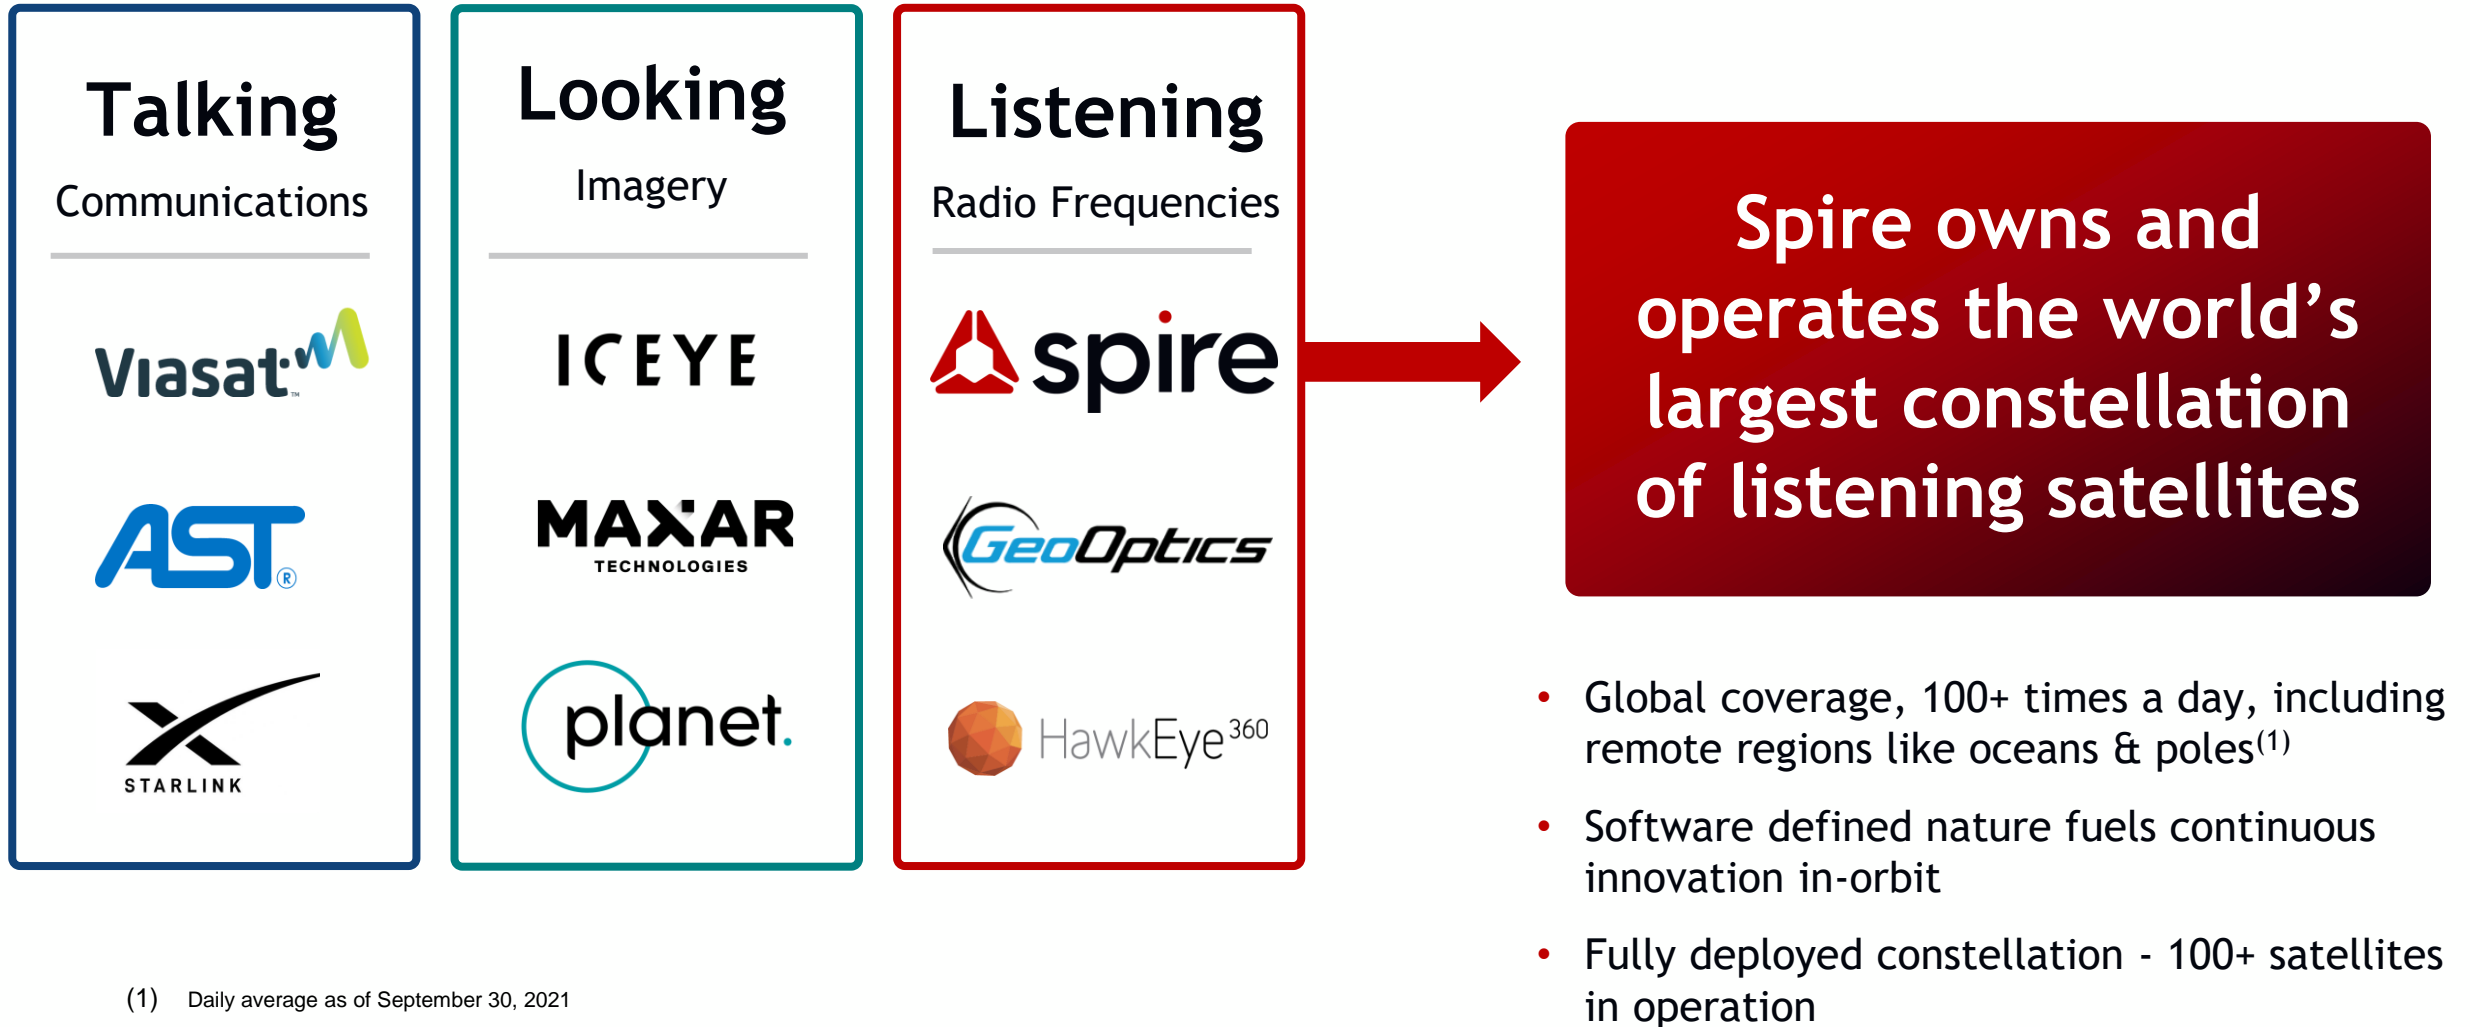 Talking
Communications
Viasat™
AST®
STARLINK
Looking
Imagery
ICEYE
MAXAR
TECHNOLOGIES
planet.
Listening
Radio Frequencies
spire
GeoOptics
HawkEye360
Spire owns and
operates the world’s
largest constellation
of listening satellites
• Global coverage, 100+ times a day, including
remote regions like oceans & poles(1)
• Software defined nature fuels continuous
innovation in-orbit
• Fully deployed constellation - 100+ satellites
in operation
(1) Daily average as of September 30, 2021